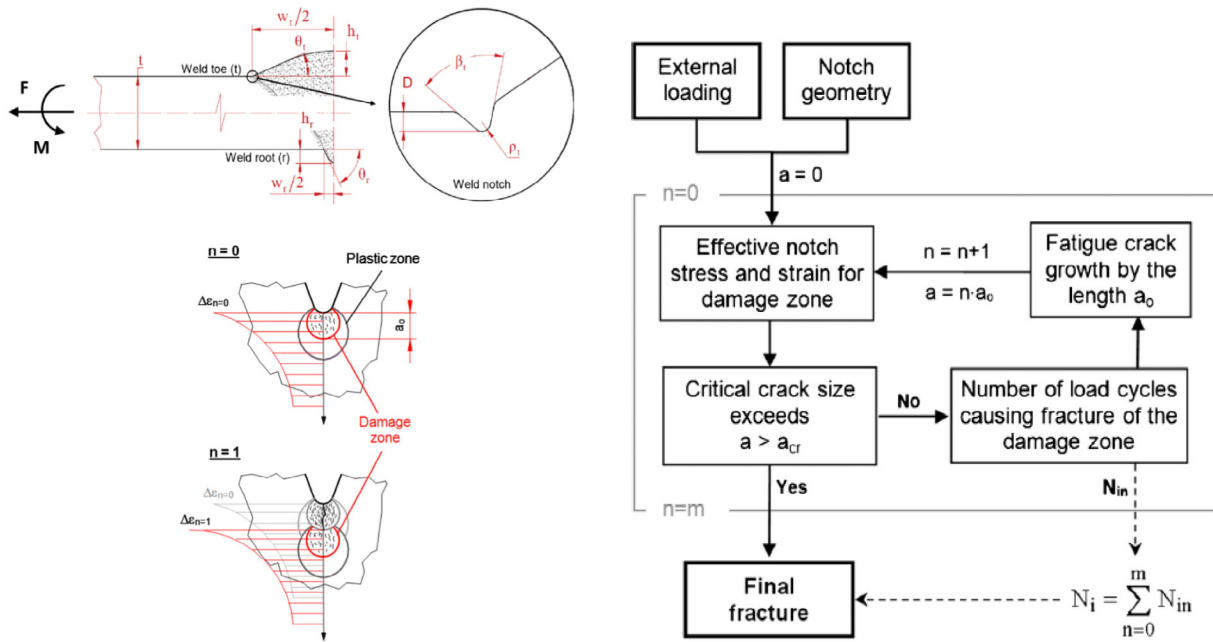 w_t/2
h_t
θ_t
t
Weld toe (t)
F
M
h_r
Weld root (r)
w_r/2
θ_r
D
β_t
ρ_t
Weld notch
n = 0
Plastic zone
Δε_n=0
a_o
Damage
zone
n = 1
Δε_n=0
Δε_n=1
External
loading
Notch
geometry
a = 0
n=0
Effective notch
stress and strain for
damage zone
n = n+1
a = n·a_o
Fatigue crack
growth by the
length a_o
Critical crack size
exceeds
a > a_cr
No
Number of load cycles
causing fracture of the
damage zone
Yes
N_in
n=m
Final
fracture
N_i = ∑_{n=0}^{m} N_in